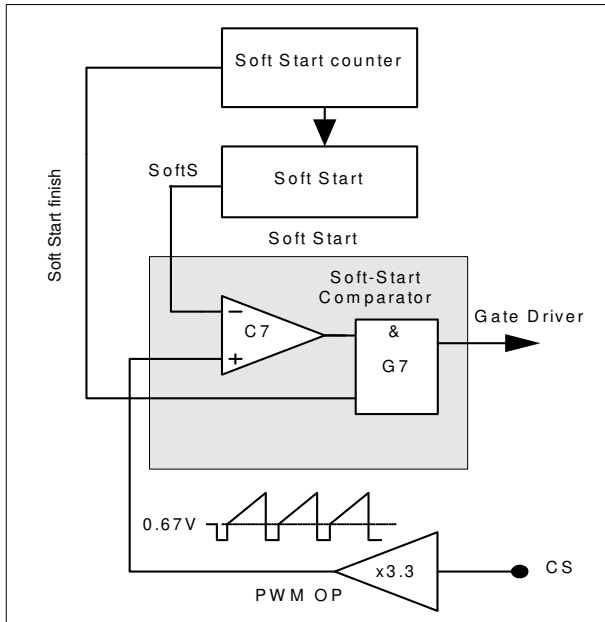 Soft Start counter
SoftS
Soft Start
Soft Start finish
Soft Start
Soft-Start
Comparator
Gate Driver
−
C7
+
&
G7
0.67V
x3.3
CS
PWM OP